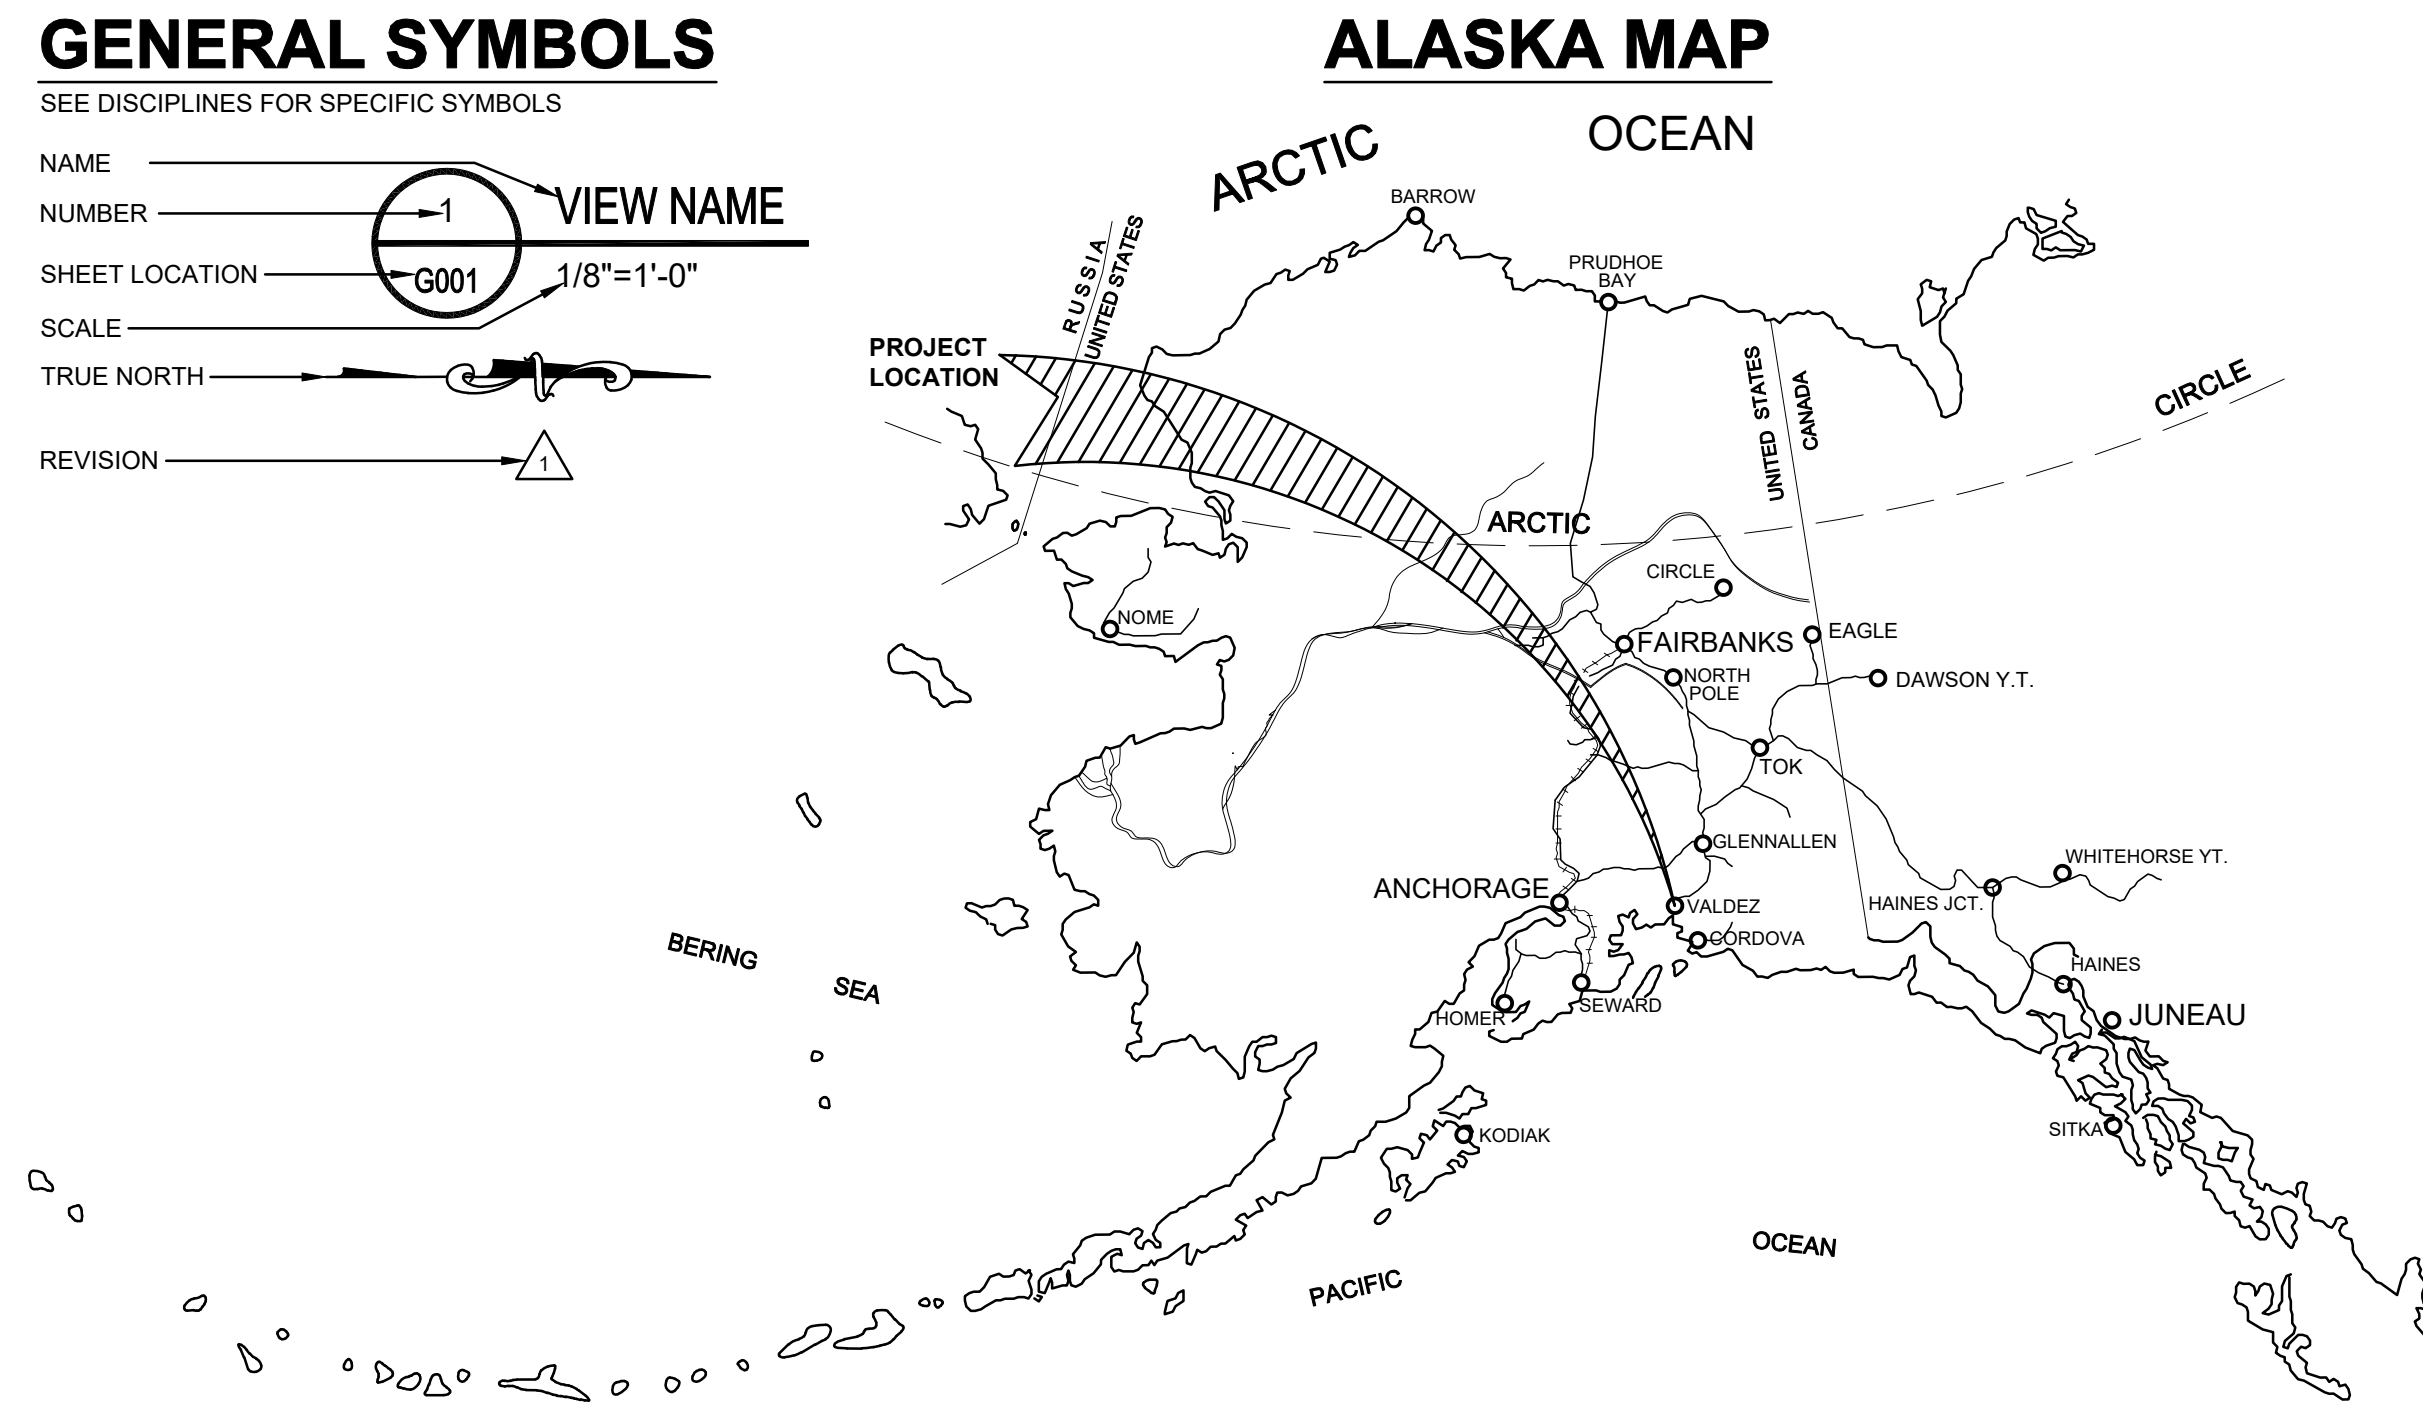 GENERAL SYMBOLS
SEE DISCIPLINES FOR SPECIFIC SYMBOLS
NAME
VIEW NAME
NUMBER
1
SHEET LOCATION
G001
1/8"=1'-0"
SCALE
TRUE NORTH
REVISION
1
ALASKA MAP
ARCTIC
OCEAN
BARROW
PRUDHOE
BAY
RUSSIA
UNITED STATES
PROJECT
LOCATION
UNITED STATES
CANADA
CIRCLE
ARCTIC
CIRCLE
NOME
FAIRBANKS
EAGLE
NORTH
POLE
DAWSON Y.T.
TOK
GLENNALLEN
WHITEHORSE YT.
ANCHORAGE
VALDEZ
HAINES JCT.
CORDOVA
BERING
SEA
HAINES
HOMER
SEWARD
JUNEAU
KODIAK
SITKA
PACIFIC
OCEAN